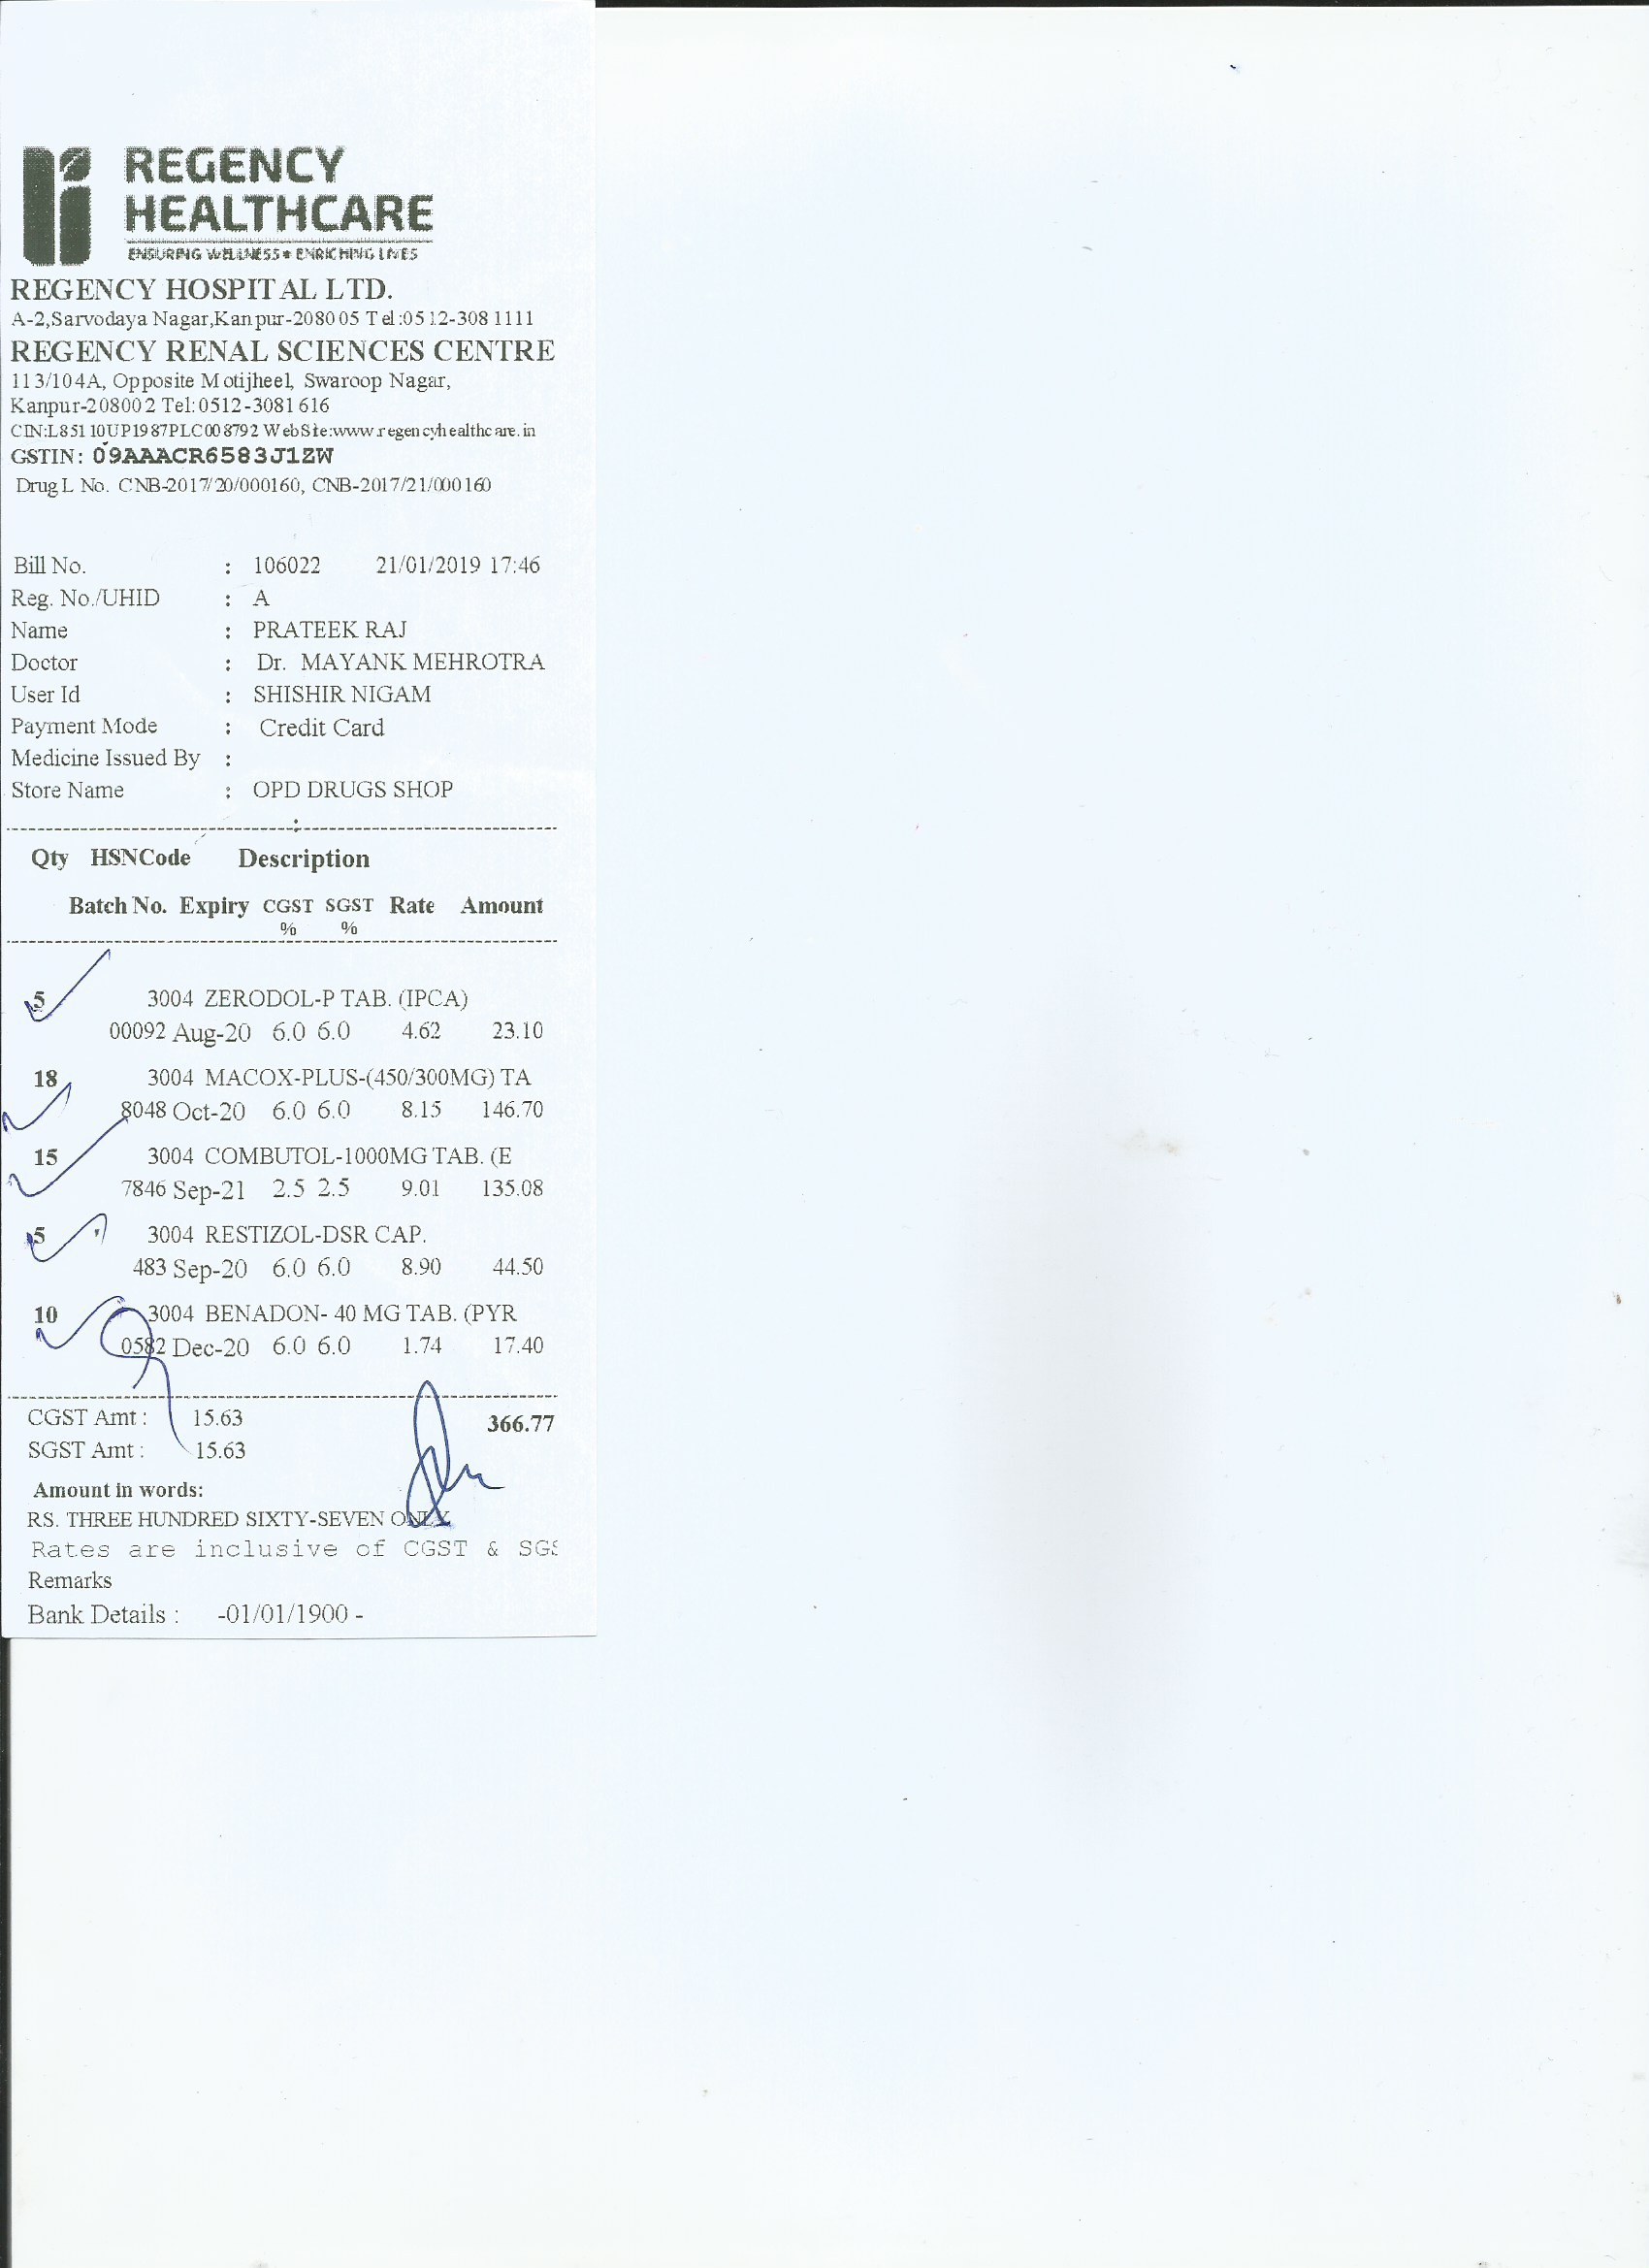 REGENCY
HEALTHCARE
ENSURING WELLNESS ENRICHING LIVES
REGENCY HOSPITAL LTD.
A-2,Sarvodaya Nagar,Kanpur-208005 Tel:0512-3081111
REGENCY RENAL SCIENCES CENTRE
113/104A, Opposite Motijheel, Swaroop Nagar,
Kanpur-208002 Tel:0512-3081616
CIN:L85110UP1987PLC008792 WebSite:www.regencyhealthcare.in
GSTIN: 09AAACR6583J1ZW
Drug L No. CNB-2017/20/000160, CNB-2017/21/000160
Bill No. : 106022 21/01/2019 17:46
Reg. No./UHID : A
Name : PRATEEK RAJ
Doctor : Dr. MAYANK MEHROTRA
User Id : SHISHIR NIGAM
Payment Mode : Credit Card
Medicine Issued By :
Store Name : OPD DRUGS SHOP
:
Qty HSNCode Description
Batch No. Expiry CGST SGST Rate Amount
% %
5 3004 ZERODOL-P TAB. (IPCA)
00092 Aug-20 6.0 6.0 4.62 23.10
18 3004 MACOX-PLUS-(450/300MG) TA
8048 Oct-20 6.0 6.0 8.15 146.70
15 3004 COMBUTOL-1000MG TAB. (E
7846 Sep-21 2.5 2.5 9.01 135.08
5 3004 RESTIZOL-DSR CAP.
483 Sep-20 6.0 6.0 8.90 44.50
10 3004 BENADON- 40 MG TAB. (PYR
0582 Dec-20 6.0 6.0 1.74 17.40
CGST Amt : 15.63 366.77
SGST Amt : 15.63
Amount in words:
RS. THREE HUNDRED SIXTY-SEVEN ONLY
Rates are inclusive of CGST & SGS
Remarks
Bank Details : -01/01/1900 -